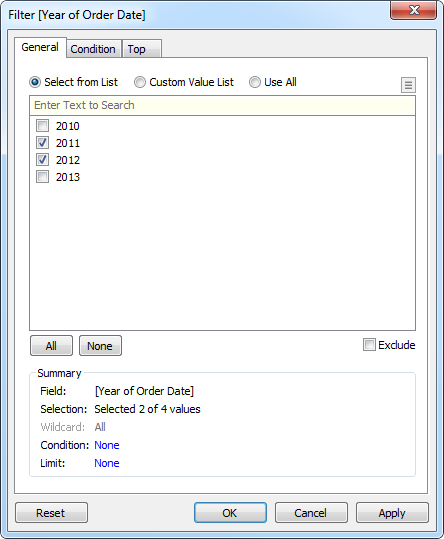 Filter [Year of Order Date]
General Condition Top
Select from List Custom Value List Use All
Enter Text to Search
2010
2011
2012
2013
All None Exclude
Summary
Field: [Year of Order Date]
Selection: Selected 2 of 4 values
Wildcard: All
Condition: None
Limit: None
Reset OK Cancel Apply